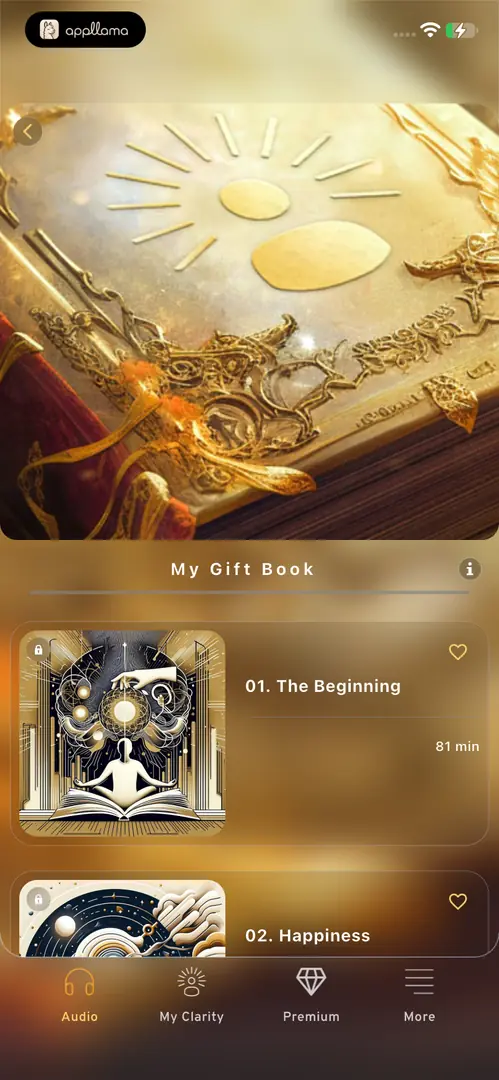 appllama
My Gift Book
01. The Beginning
81 min
02. Happiness
Audio
My Clarity
Premium
More